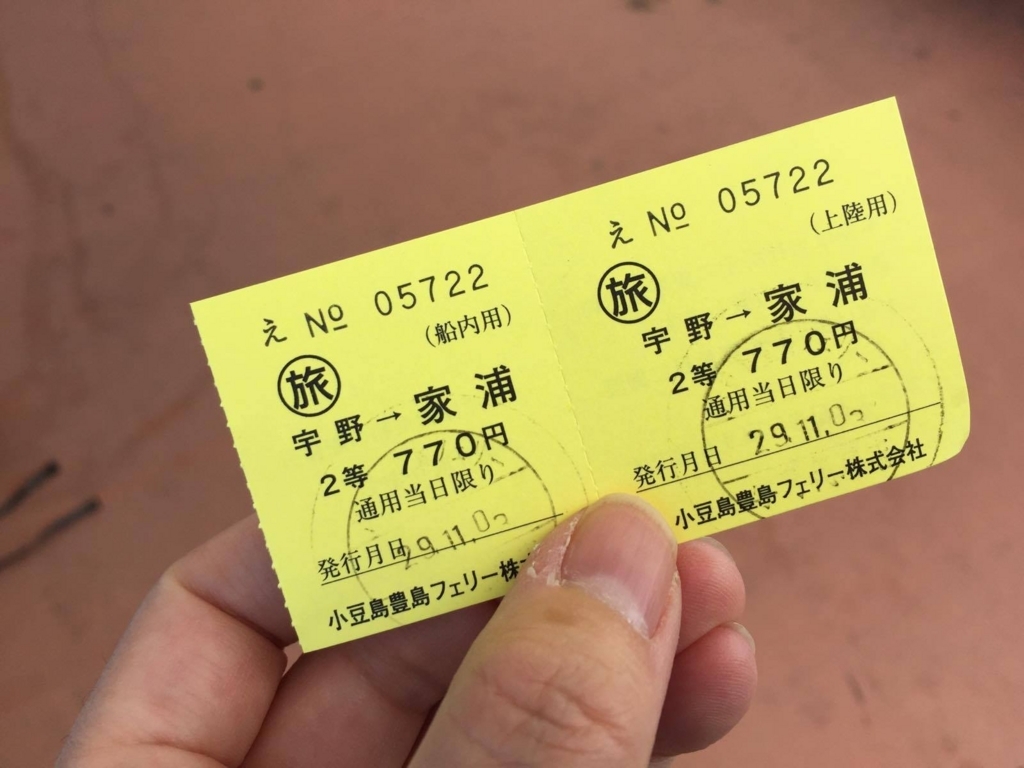 え № 05722
(船内用)
旅
宇野→家浦
2等 770円
通用当日限り
発行月日 29.11.
小豆島豊島フェリー株
え № 05722
(上陸用)
旅
宇野→家浦
2等 770円
通用当日限り
発行月日 29.11.
小豆島豊島フェリー株式会社